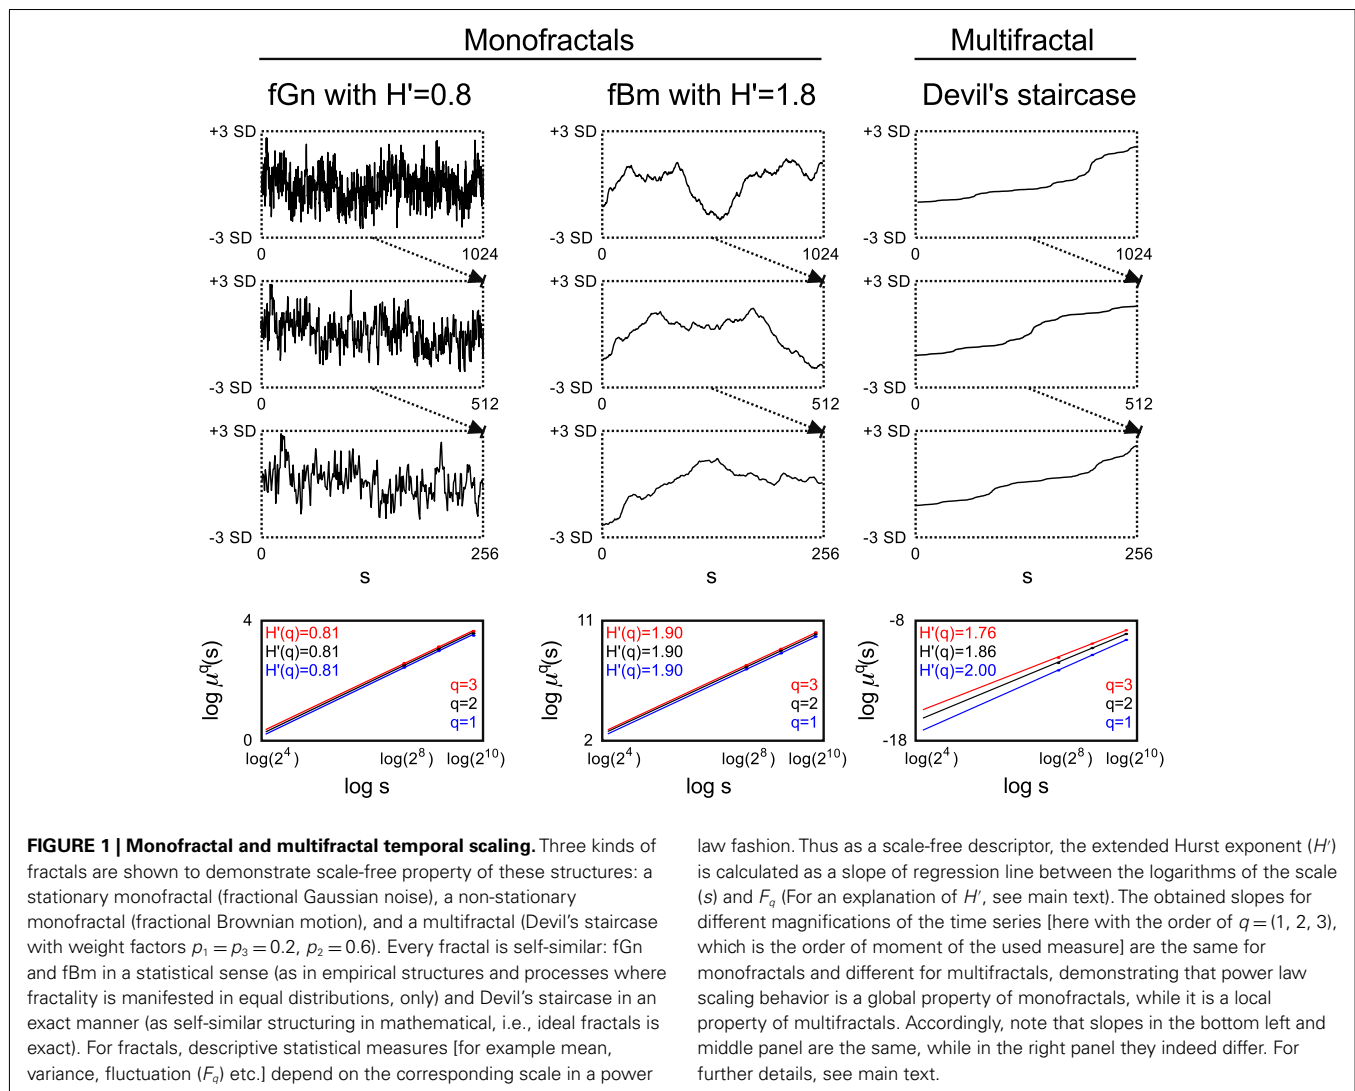 Monofractals
Multifractal
fGn with H'=0.8
fBm with H'=1.8
Devil's staircase
+3 SD
-3 SD
0
1024
+3 SD
-3 SD
0
1024
+3 SD
-3 SD
0
1024
+3 SD
-3 SD
0
512
+3 SD
-3 SD
0
512
+3 SD
-3 SD
0
512
+3 SD
-3 SD
0
256
s
+3 SD
-3 SD
0
256
s
+3 SD
-3 SD
0
256
s
4
log μ^q(s)
0
H'(q)=0.81
H'(q)=0.81
H'(q)=0.81
q=3
q=2
q=1
log(2⁴)
log(2⁸)
log(2¹⁰)
log s
11
log μ^q(s)
2
H'(q)=1.90
H'(q)=1.90
H'(q)=1.90
q=3
q=2
q=1
log(2⁴)
log(2⁸)
log(2¹⁰)
log s
-8
log μ^q(s)
-18
H'(q)=1.76
H'(q)=1.86
H'(q)=2.00
q=3
q=2
q=1
log(2⁴)
log(2⁸)
log(2¹⁰)
log s
FIGURE 1 | Monofractal and multifractal temporal scaling. Three kinds of
fractals are shown to demonstrate scale-free property of these structures: a
stationary monofractal (fractional Gaussian noise), a non-stationary
monofractal (fractional Brownian motion), and a multifractal (Devil's staircase
with weight factors p₁ = p₃ = 0.2, p₂ = 0.6). Every fractal is self-similar: fGn
and fBm in a statistical sense (as in empirical structures and processes where
fractality is manifested in equal distributions, only) and Devil's staircase in an
exact manner (as self-similar structuring in mathematical, i.e., ideal fractals is
exact). For fractals, descriptive statistical measures [for example mean,
variance, fluctuation (F_q) etc.] depend on the corresponding scale in a power
law fashion. Thus as a scale-free descriptor, the extended Hurst exponent (H')
is calculated as a slope of regression line between the logarithms of the scale
(s) and F_q (For an explanation of H', see main text). The obtained slopes for
different magnifications of the time series [here with the order of q = (1, 2, 3),
which is the order of moment of the used measure] are the same for
monofractals and different for multifractals, demonstrating that power law
scaling behavior is a global property of monofractals, while it is a local
property of multifractals. Accordingly, note that slopes in the bottom left and
middle panel are the same, while in the right panel they indeed differ. For
further details, see main text.